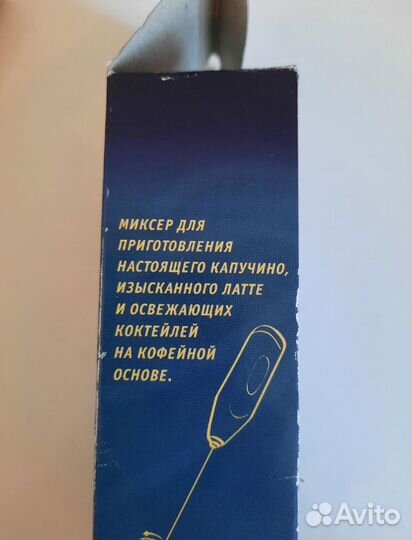 МИКСЕР ДЛЯ
ПРИГОТОВЛЕНИЯ
НАСТОЯЩЕГО КАПУЧИНО,
ИЗЫСКАННОГО ЛАТТЕ
И ОСВЕЖАЮЩИХ
КОКТЕЙЛЕЙ
НА КОФЕЙНОЙ
ОСНОВЕ.
Avito